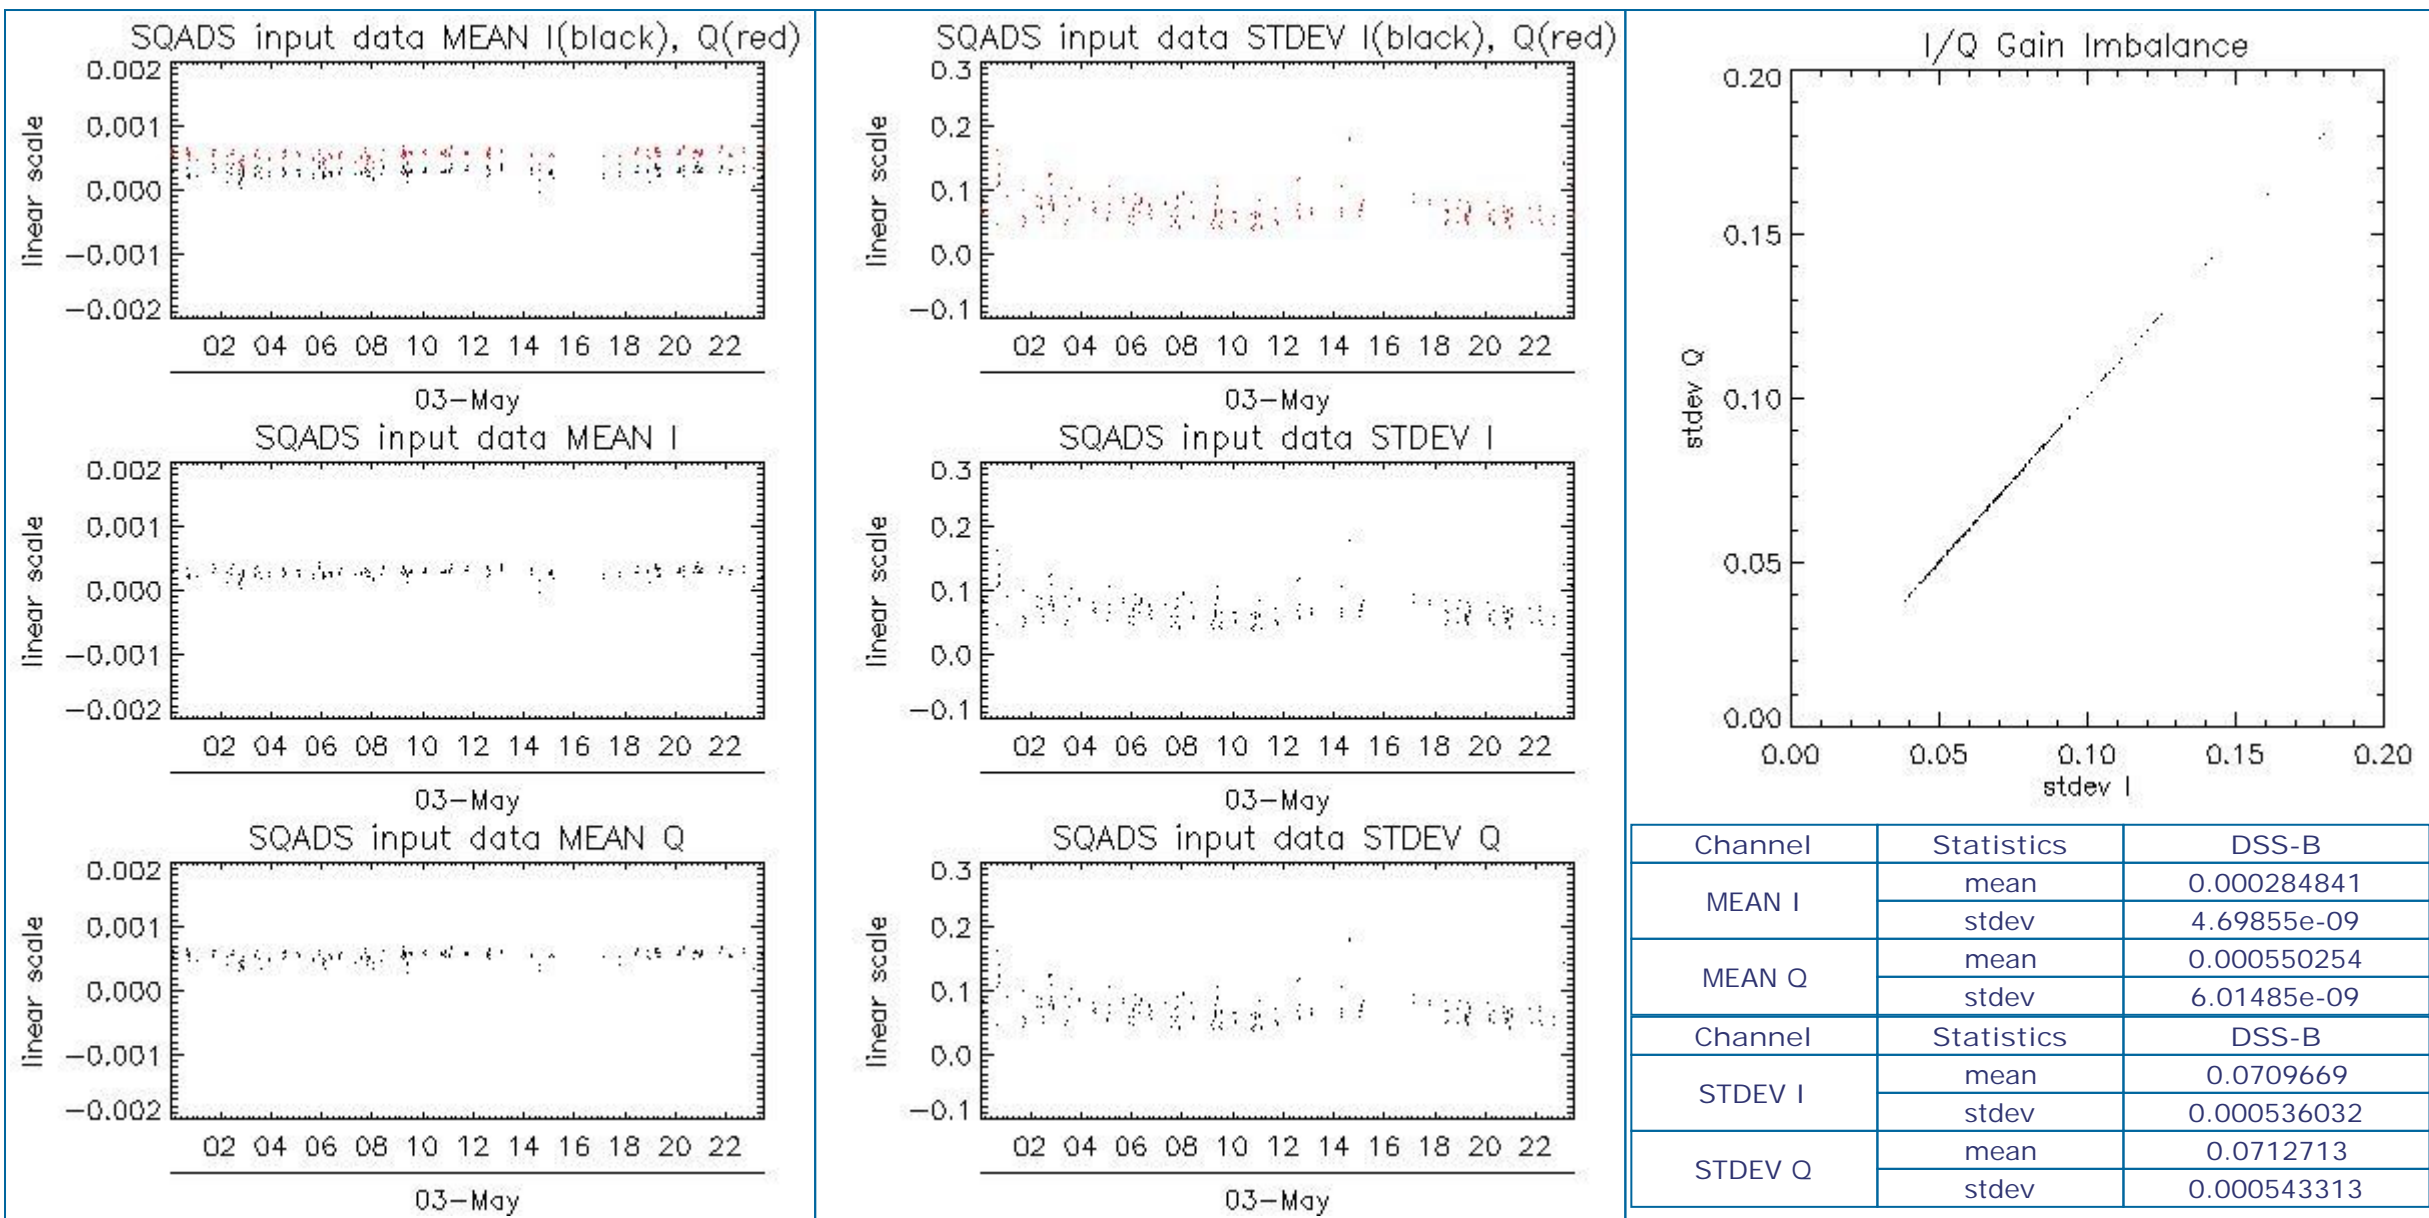 SQADS input data MEAN I(black), Q(red)
0.002
0.001
0.000
−0.001
−0.002
linear scale
02 04 06 08 10 12 14 16 18 20 22
03−May
SQADS input data MEAN I
0.002
0.001
0.000
−0.001
−0.002
linear scale
02 04 06 08 10 12 14 16 18 20 22
03−May
SQADS input data MEAN Q
0.002
0.001
0.000
−0.001
−0.002
linear scale
02 04 06 08 10 12 14 16 18 20 22
03−May
SQADS input data STDEV I(black), Q(red)
0.3
0.2
0.1
0.0
−0.1
linear scale
02 04 06 08 10 12 14 16 18 20 22
03−May
SQADS input data STDEV I
0.3
0.2
0.1
0.0
−0.1
linear scale
02 04 06 08 10 12 14 16 18 20 22
03−May
SQADS input data STDEV Q
0.3
0.2
0.1
0.0
−0.1
linear scale
02 04 06 08 10 12 14 16 18 20 22
03−May
I/Q Gain Imbalance
0.20
0.15
0.10
0.05
0.00
stdev Q
0.00 0.05 0.10 0.15 0.20
stdev I
Channel Statistics DSS-B
MEAN I mean 0.000284841
stdev 4.69855e-09
MEAN Q mean 0.000550254
stdev 6.01485e-09
Channel Statistics DSS-B
STDEV I mean 0.0709669
stdev 0.000536032
STDEV Q mean 0.0712713
stdev 0.000543313